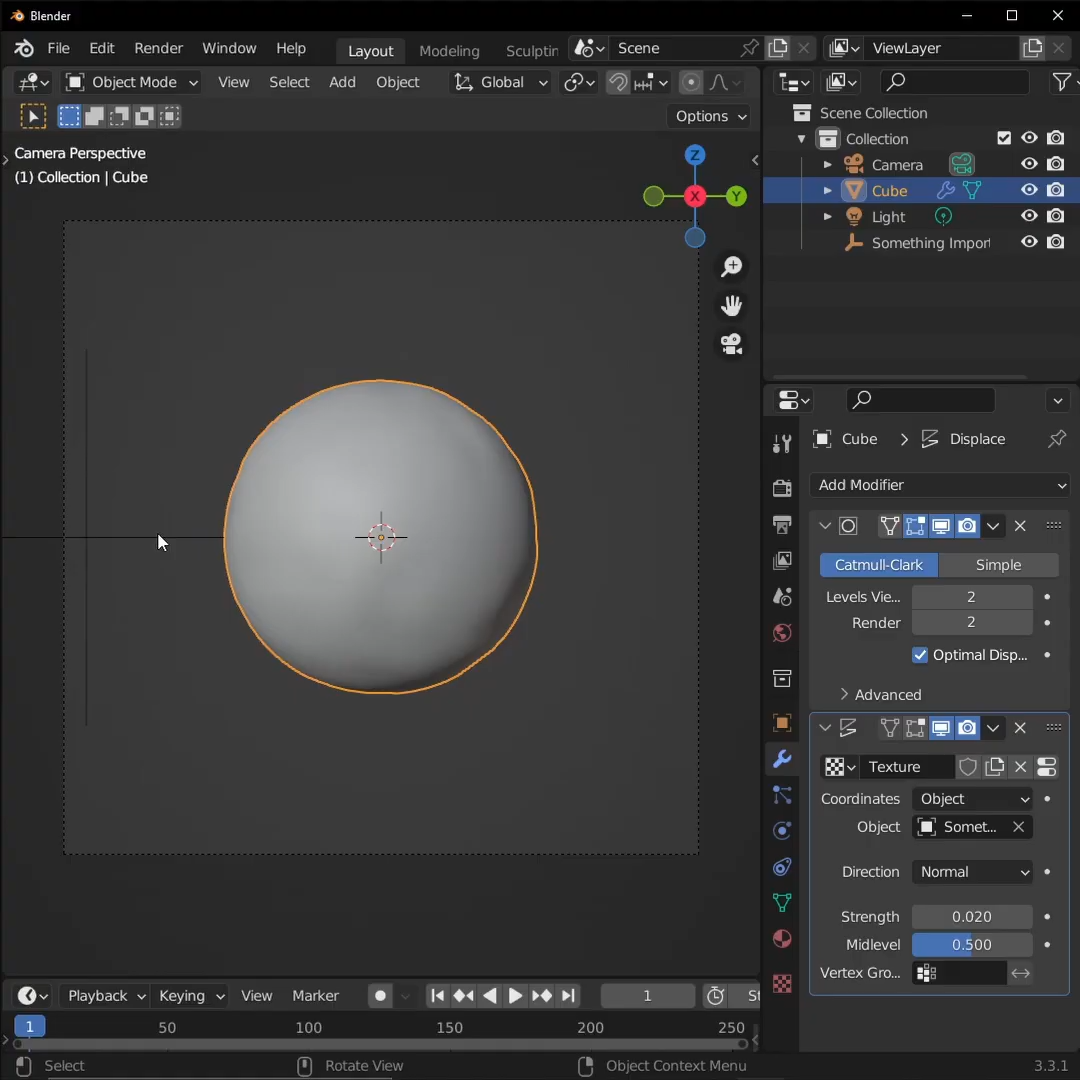 Blender
File Edit Render Window Help Layout Modeling Sculptin Scene ViewLayer
Object Mode View Select Add Object Global
Options
Camera Perspective
(1) Collection | Cube
Z
X Y
Scene Collection
Collection
Camera
Cube
Light
Something Impor
Cube Displace
Add Modifier
Catmull-Clark Simple
Levels Vie... 2
Render 2
Optimal Disp...
Advanced
Texture
Coordinates Object
Object Somet...
Direction Normal
Strength 0.020
Midlevel 0.500
Vertex Gro...
Playback Keying View Marker 1 St
1 50 100 150 200 250
Select Rotate View Object Context Menu 3.3.1